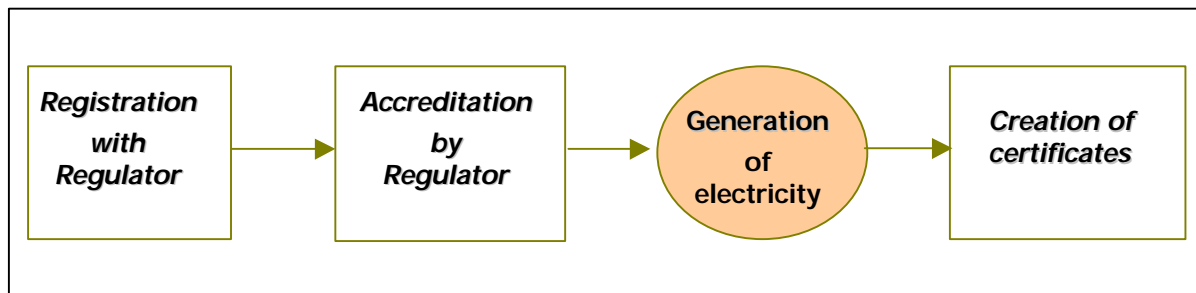 Registration
with
Regulator
Accreditation
by
Regulator
Generation
of
electricity
Creation of
certificates